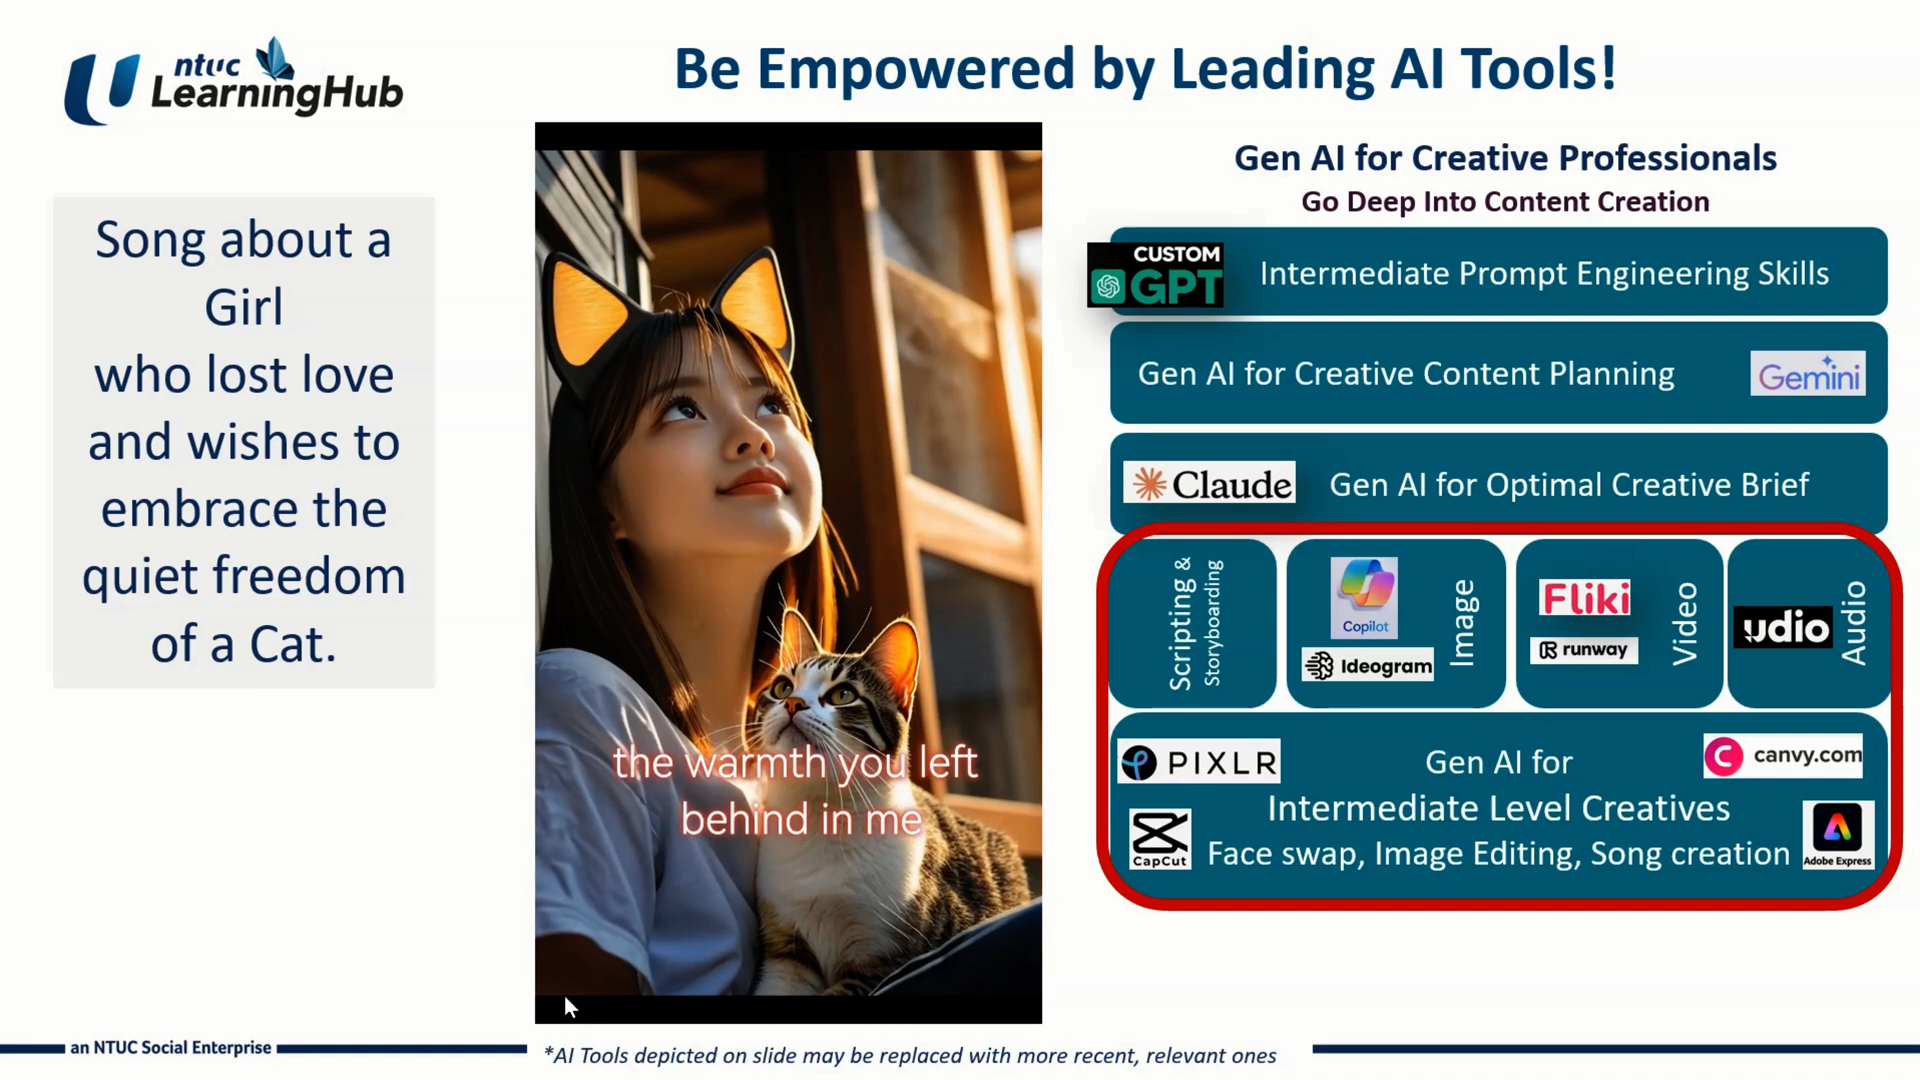 ntuc
LearningHub
Be Empowered by Leading AI Tools!
Song about a
Girl
who lost love
and wishes to
embrace the
quiet freedom
of a Cat.
the warmth you left
behind in me
Gen AI for Creative Professionals
Go Deep Into Content Creation
CUSTOM
GPT
Intermediate Prompt Engineering Skills
Gen AI for Creative Content Planning
Gemini
Claude
Gen AI for Optimal Creative Brief
Scripting &
Storyboarding
Copilot
Ideogram
Image
Fliki
runway
Video
udio
Audio
PIXLR
Gen AI for
canvy.com
Intermediate Level Creatives
CapCut
Face swap, Image Editing, Song creation
Adobe Express
an NTUC Social Enterprise
*AI Tools depicted on slide may be replaced with more recent, relevant ones